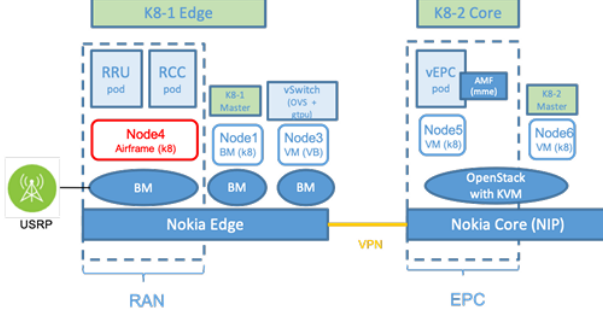 K8-1 Edge
K8-2 Core
RRU
pod
RCC
pod
K8-1
Master
vSwitch
(OVS +
gtpu)
vEPC
pod
AMF
(mme)
K8-2
Master
Node4
Airframe (k8)
Node1
BM (k8)
Node3
VM (VB)
Node5
VM (k8)
Node6
VM (k8)
BM
BM
BM
OpenStack
with KVM
USRP
Nokia Edge
VPN
Nokia Core (NIP)
RAN
EPC